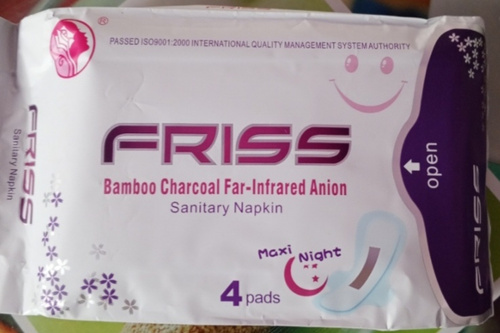 ®
PASSED ISO9001:2000 INTERNATIONAL QUALITY MANAGEMENT SYSTEM AUTHORITY
FRISS
Bamboo Charcoal Far-Infrared Anion
Sanitary Napkin
Maxi Night
4 pads
open
FRISS
Sanitary Napkin
FRISS